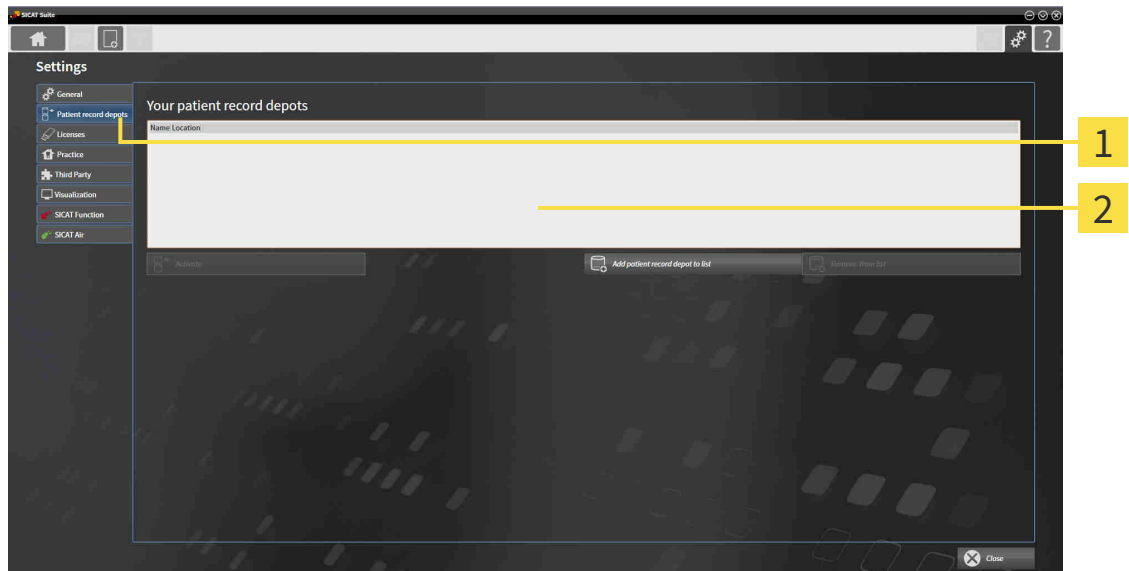 SICAT Suite
?
Settings
General
Patient record depots
Licenses
Practice
Third Party
Visualization
SICAT Function
SICAT Air
Your patient record depots
Name Location
Activate
Add patient record depot to list
Remove from list
Close
1
2